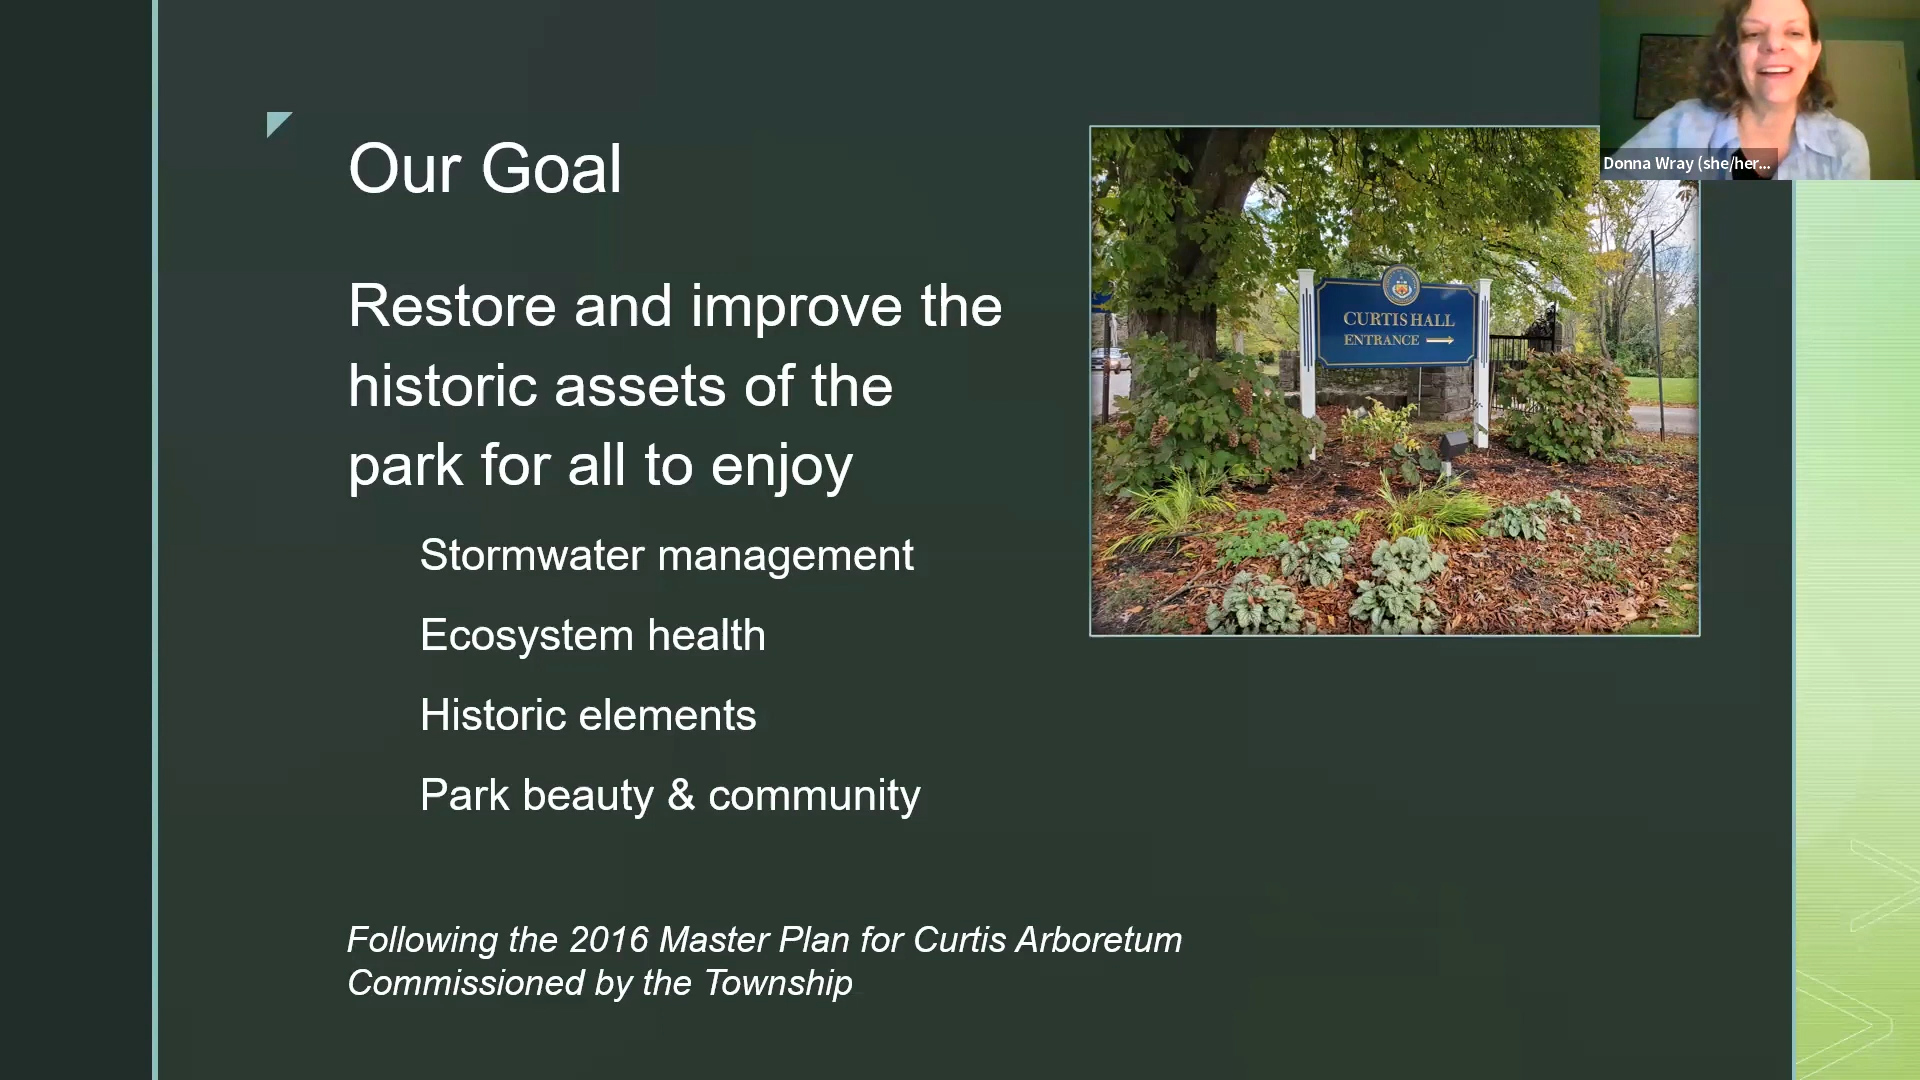 Our Goal
Restore and improve the
historic assets of the
park for all to enjoy
Stormwater management
Ecosystem health
Historic elements
Park beauty & community
Following the 2016 Master Plan for Curtis Arboretum
Commissioned by the Township
CURTIS HALL
ENTRANCE
Donna Wray (she/her...